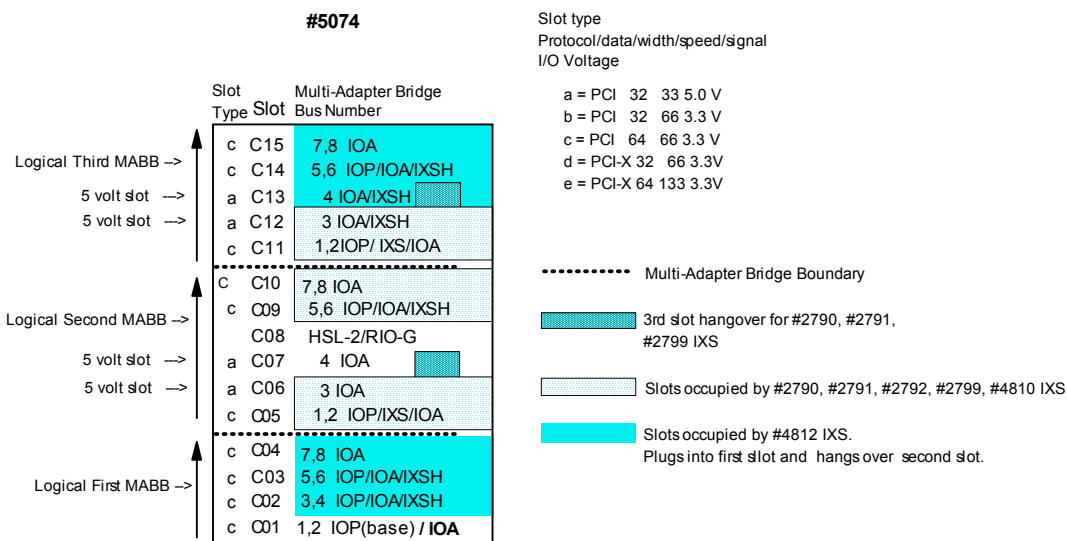 #5074
Slot type
Protocol/data/width/speed/signal
I/O Voltage
a = PCI 32 33 5.0 V
b = PCI 32 66 3.3 V
c = PCI 64 66 3.3 V
d = PCI-X 32 66 3.3V
e = PCI-X 64 133 3.3V
Slot Type Slot Multi-Adapter Bridge Bus Number
c C15 7,8 IOA
Logical Third MABB -->
c C14 5,6 IOP/IOA/IXSH
5 volt slot --->
a C13 4 IOA/IXSH
5 volt slot --->
a C12 3 IOA/IXSH
c C11 1,2IOP/ IXS/IOA
C C10 7,8 IOA
c C09 5,6 IOP/IOA/IXSH
Logical Second MABB -->
C08 HSL-2/RIO-G
5 volt slot --->
a C07 4 IOA
5 volt slot --->
a C06 3 IOA
c C05 1,2 IOP/IXS/IOA
c C04 7,8 IOA
c C03 5,6 IOP/IOA/IXSH
Logical First MABB -->
c C02 3,4 IOP/IOA/IXSH
c C01 1,2 IOP(base) / IOA
Multi-Adapter Bridge Boundary
3rd slot hangover for #2790, #2791,
#2799 IXS
Slots occupied by #2790, #2791, #2792, #2799, #4810 IXS
Slots occupied by #4812 IXS.
Plugs into first sllot and hangs over second slot.